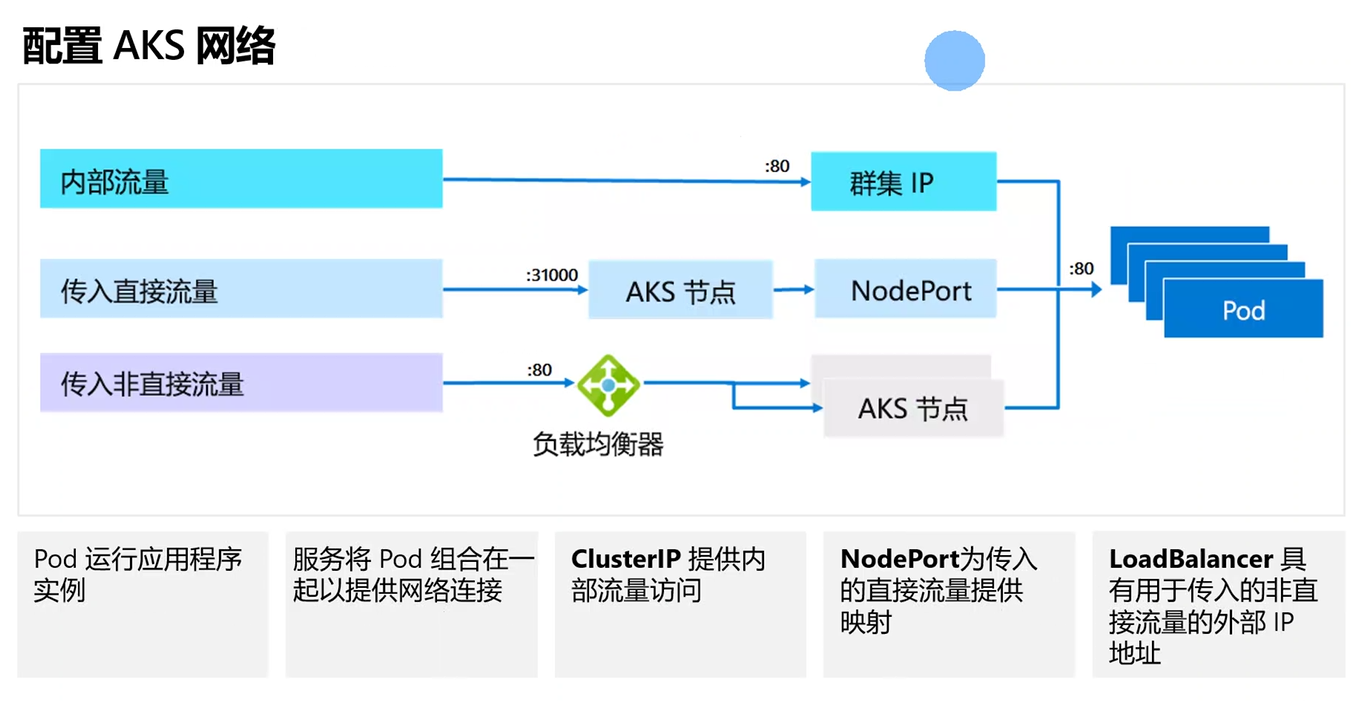 配置 AKS 网络
内部流量
:80
群集 IP
传入直接流量
:31000
AKS 节点
NodePort
:80
Pod
传入非直接流量
:80
负载均衡器
AKS 节点
Pod 运行应用程序
实例
服务将 Pod 组合在一
起以提供网络连接
ClusterIP 提供内
部流量访问
NodePort为传入
的直接流量提供
映射
LoadBalancer 具
有用于传入的非直
接流量的外部 IP
地址